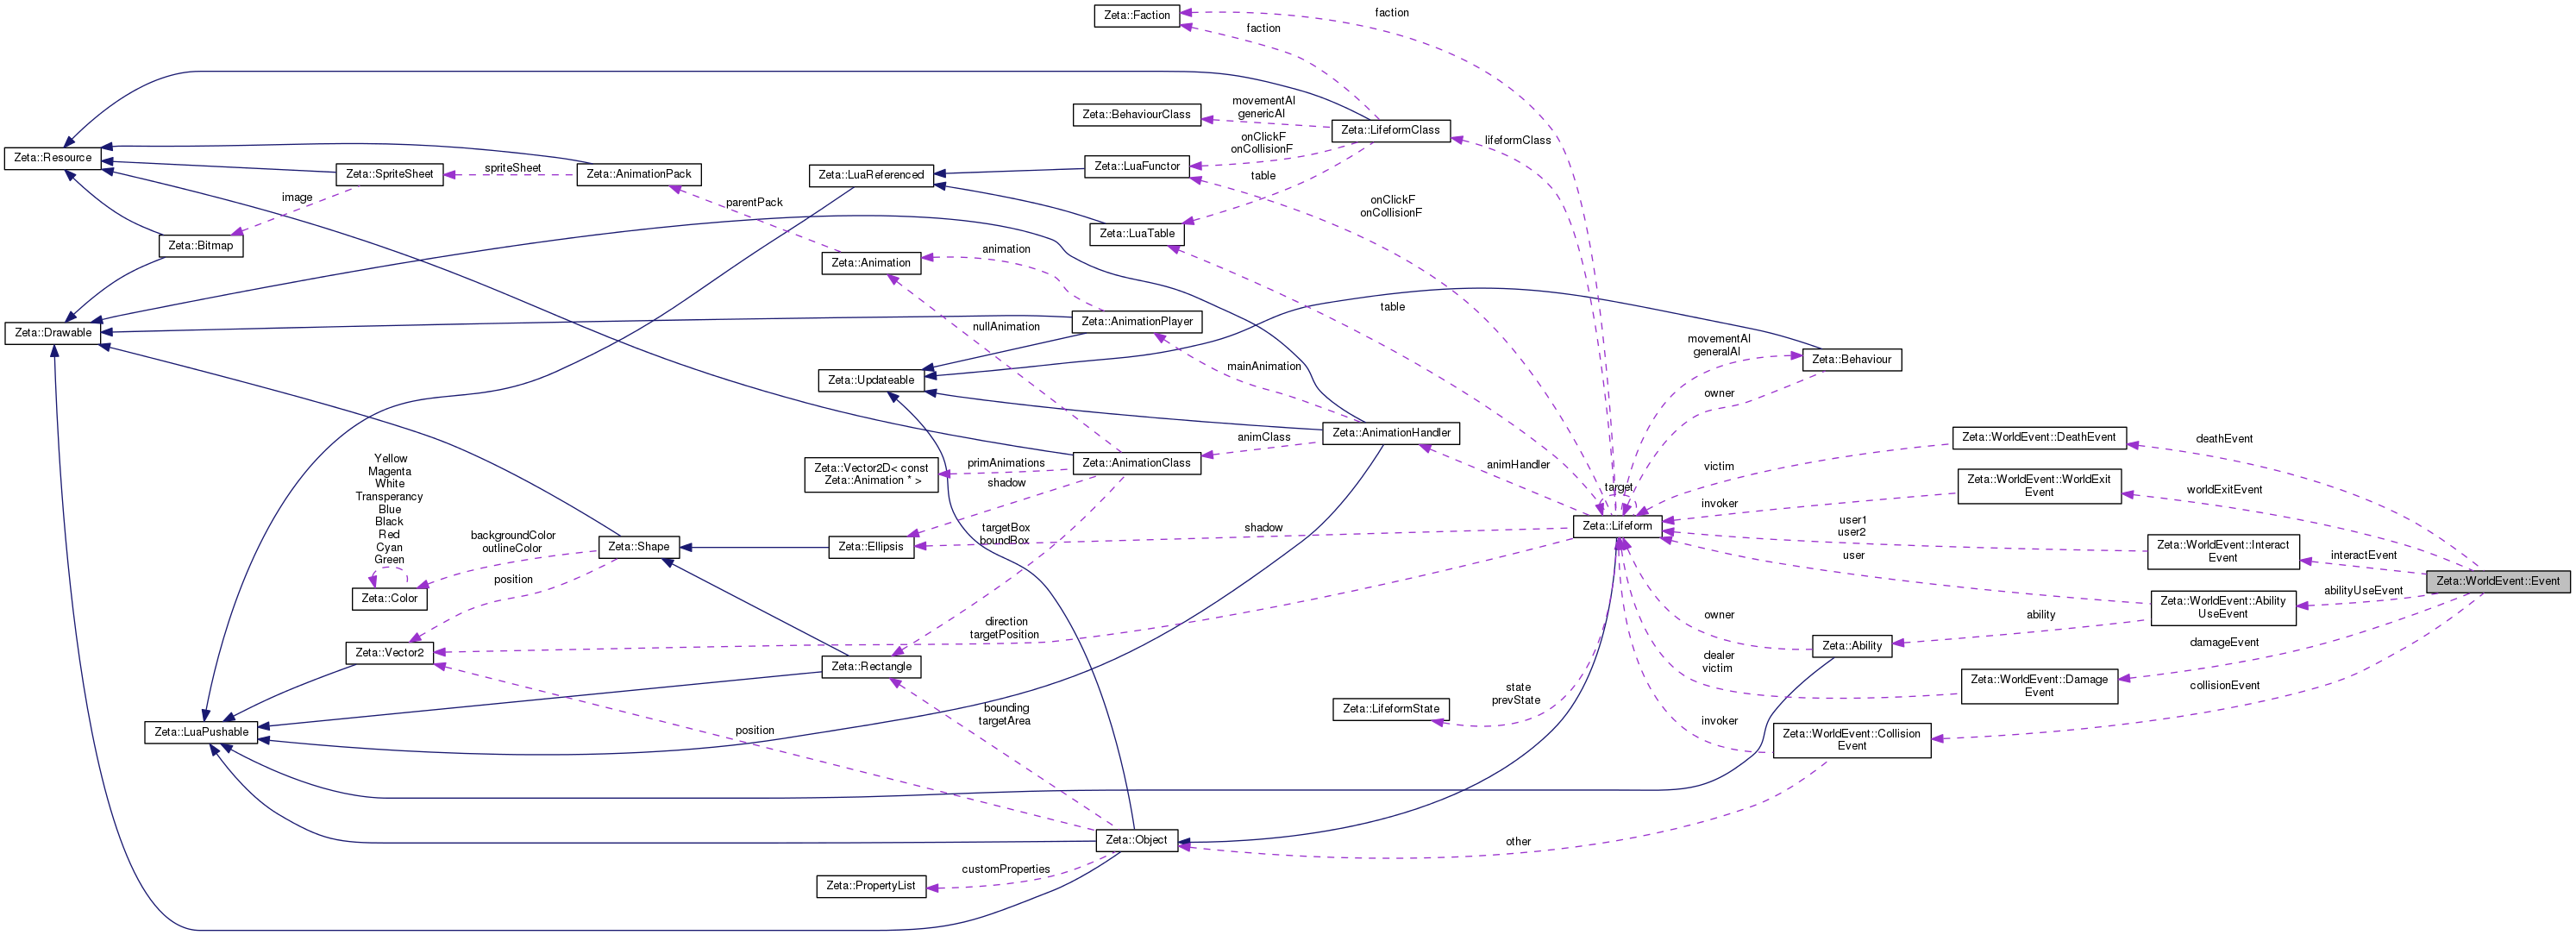 Zeta::Faction
faction
faction
Zeta::Resource
Zeta::SpriteSheet
spriteSheet
Zeta::AnimationPack
image
Zeta::Bitmap
parentPack
Zeta::LuaReferenced
Zeta::BehaviourClass
movementAI
genericAI
Zeta::LifeformClass
onClickF
onCollisionF
Zeta::LuaFunctor
table
Zeta::LuaTable
lifeformClass
onClickF
onCollisionF
Zeta::Animation
animation
Zeta::Drawable
nullAnimation
Zeta::AnimationPlayer
table
Zeta::Updateable
mainAnimation
movementAI
generalAI
Zeta::Behaviour
owner
Zeta::AnimationHandler
animClass
Zeta::Vector2D< const
Zeta::Animation * >
primAnimations
shadow
Zeta::AnimationClass
animHandler
target
Zeta::Lifeform
victim
Zeta::WorldEvent::DeathEvent
deathEvent
invoker
Zeta::WorldEvent::WorldExit
Event
worldExitEvent
user1
user2
Zeta::WorldEvent::Interact
Event
interactEvent
Yellow
Magenta
White
Transperancy
Blue
Black
Red
Cyan
Green
Zeta::Color
backgroundColor
outlineColor
Zeta::Shape
Zeta::Ellipsis
targetBox
boundBox
shadow
user
Zeta::WorldEvent::Ability
UseEvent
abilityUseEvent
Zeta::WorldEvent::Event
position
Zeta::Vector2
Zeta::Rectangle
direction
targetPosition
owner
Zeta::Ability
ability
damageEvent
dealer
victim
Zeta::WorldEvent::Damage
Event
collisionEvent
Zeta::LuaPushable
position
bounding
targetArea
Zeta::LifeformState
state
prevState
invoker
Zeta::WorldEvent::Collision
Event
Zeta::Object
other
Zeta::PropertyList
customProperties